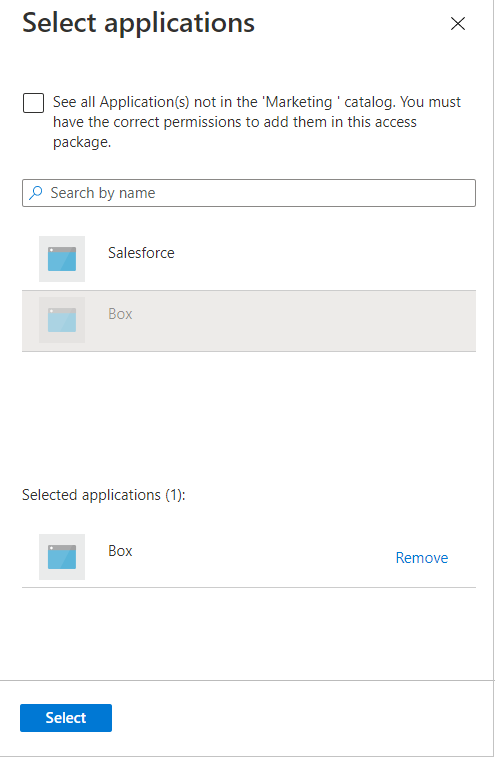 Select applications
See all Application(s) not in the 'Marketing ' catalog. You must
have the correct permissions to add them in this access
package.
Search by name
Salesforce
Box
Selected applications (1):
Box
Remove
Select